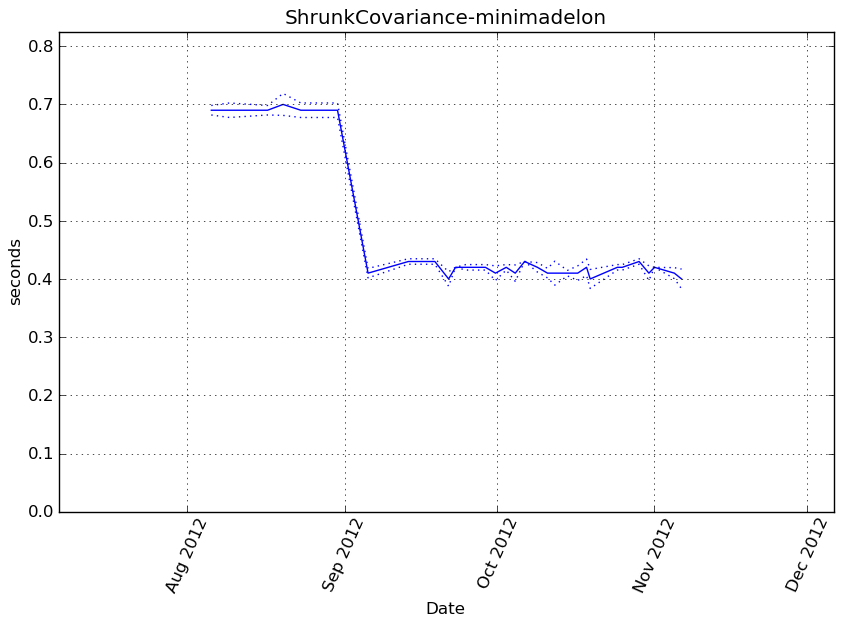 ShrunkCovariance-minimadelon
0.8
0.7
0.6
0.5
0.4
0.3
0.2
0.1
0.0
seconds
Aug 2012
Sep 2012
Oct 2012
Nov 2012
Dec 2012
Date